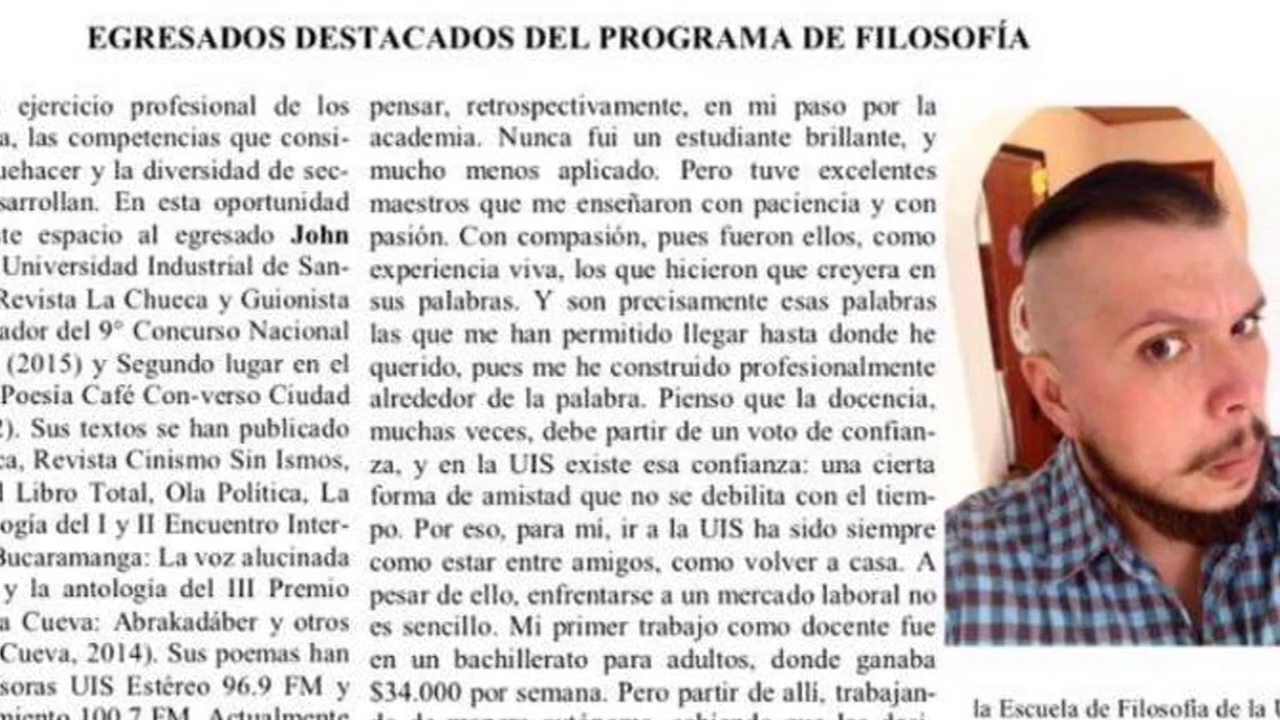 EGRESADOS DESTACADOS DEL PROGRAMA DE FILOSOFÍA
ejercicio profesional de los
a, las competencias que consi-
uehacer y la diversidad de sec-
sarrollan. En esta oportunidad
ste espacio al egresado John
Universidad Industrial de San-
Revista La Chueca y Guionista
ador del 9° Concurso Nacional
(2015) y Segundo lugar en el
Poesía Café Con-verso Ciudad
2). Sus textos se han publicado
ca, Revista Cinismo Sin Ismos,
l Libro Total, Ola Política, La
ogía del I y II Encuentro Inter-
Bucaramanga: La voz alucinada
y la antología del III Premio
a Cueva: Abrakadáber y otros
Cueva, 2014). Sus poemas han
soras UIS Estéreo 96.9 FM y
miento 100.7 FM. Actualmente
pensar, retrospectivamente, en mi paso por la
academia. Nunca fui un estudiante brillante, y
mucho menos aplicado. Pero tuve excelentes
maestros que me enseñaron con paciencia y con
pasión. Con compasión, pues fueron ellos, como
experiencia viva, los que hicieron que creyera en
sus palabras. Y son precisamente esas palabras
las que me han permitido llegar hasta donde he
querido, pues me he construido profesionalmente
alrededor de la palabra. Pienso que la docencia,
muchas veces, debe partir de un voto de confian-
za, y en la UIS existe esa confianza: una cierta
forma de amistad que no se debilita con el tiem-
po. Por eso, para mí, ir a la UIS ha sido siempre
como estar entre amigos, como volver a casa. A
pesar de ello, enfrentarse a un mercado laboral no
es sencillo. Mi primer trabajo como docente fue
en un bachillerato para adultos, donde ganaba
$34.000 por semana. Pero partir de allí, trabajan-
la Escuela de Filosofía de la U